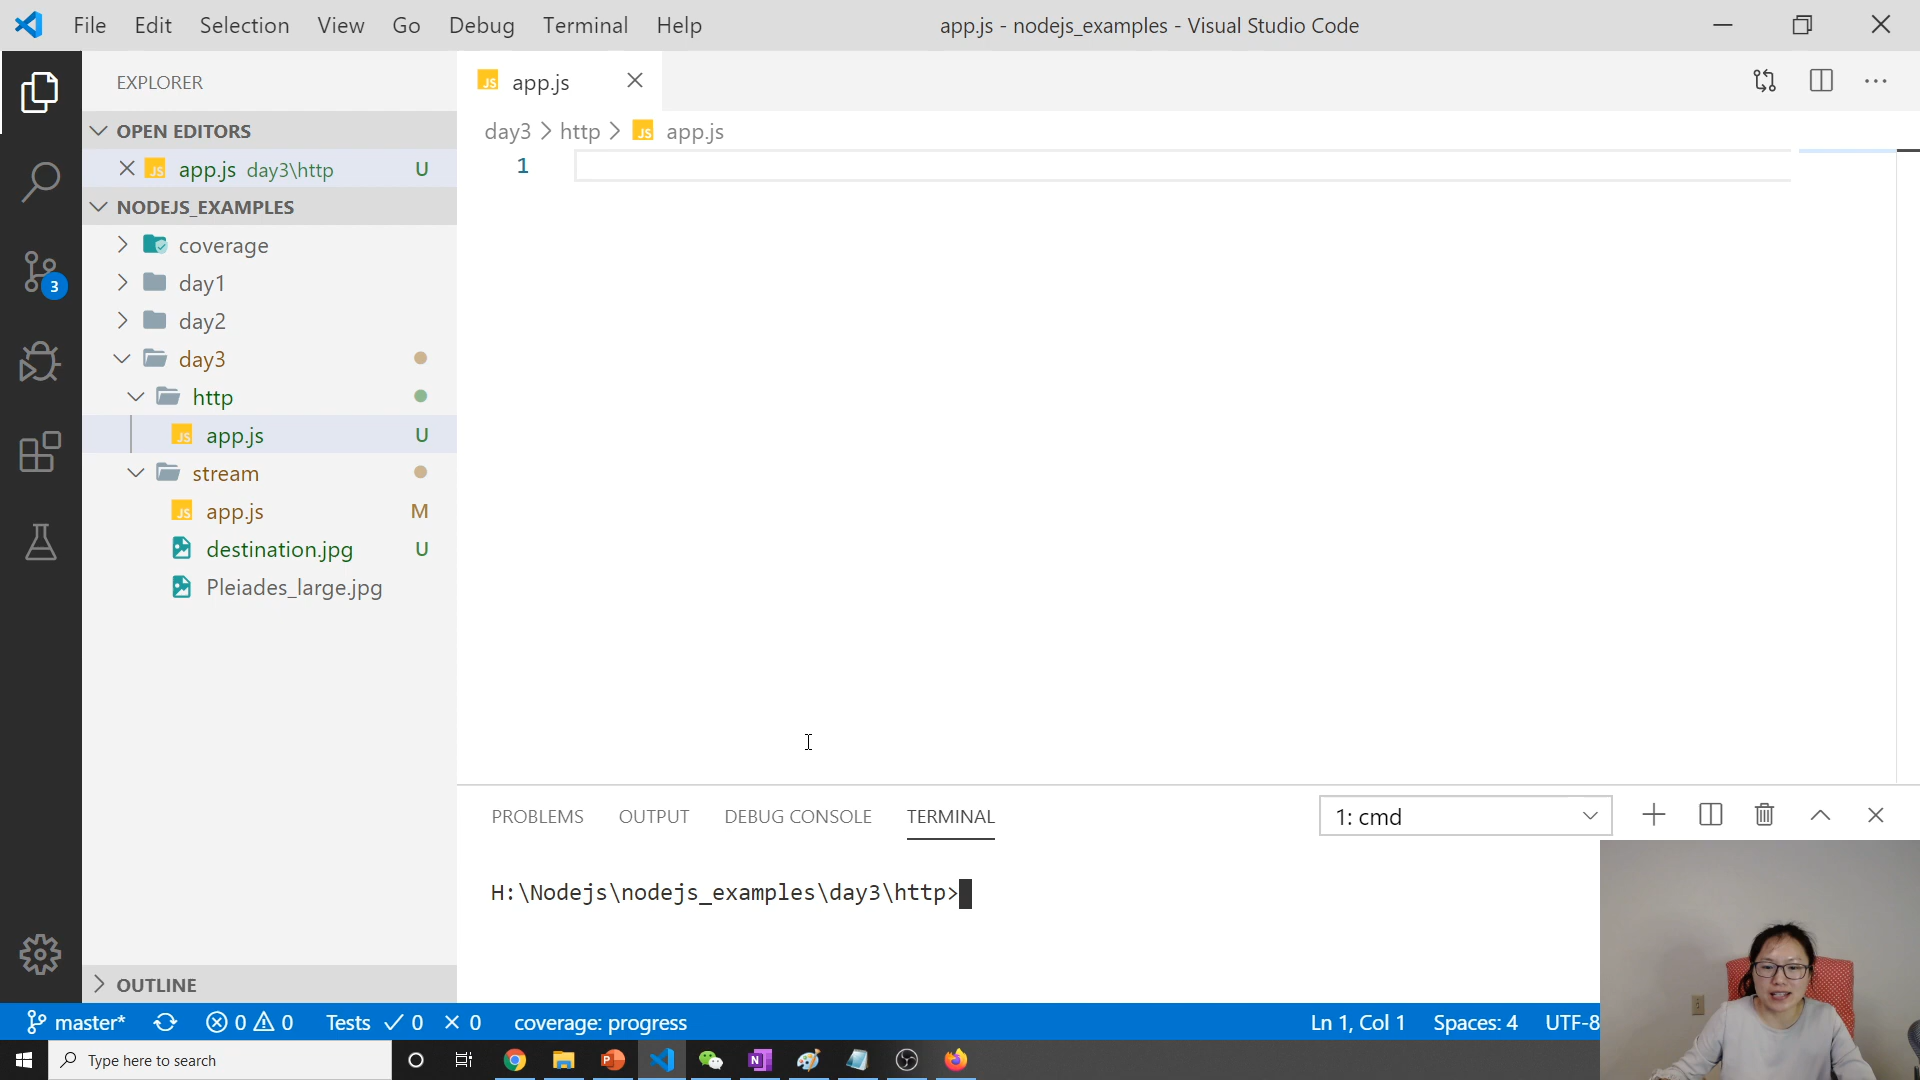 File Edit Selection View Go Debug Terminal Help
app.js - nodejs_examples - Visual Studio Code
EXPLORER
OPEN EDITORS
app.js day3\http U
NODEJS_EXAMPLES
coverage
day1
day2
day3
http
app.js U
stream
app.js M
destination.jpg U
Pleiades_large.jpg
OUTLINE
JS app.js
day3 > http > JS app.js
1
PROBLEMS OUTPUT DEBUG CONSOLE TERMINAL
1: cmd
H:\Nodejs\nodejs_examples\day3\http>
3
master* 0 0 Tests 0 0 coverage: progress
Ln 1, Col 1 Spaces: 4 UTF-8
Type here to search